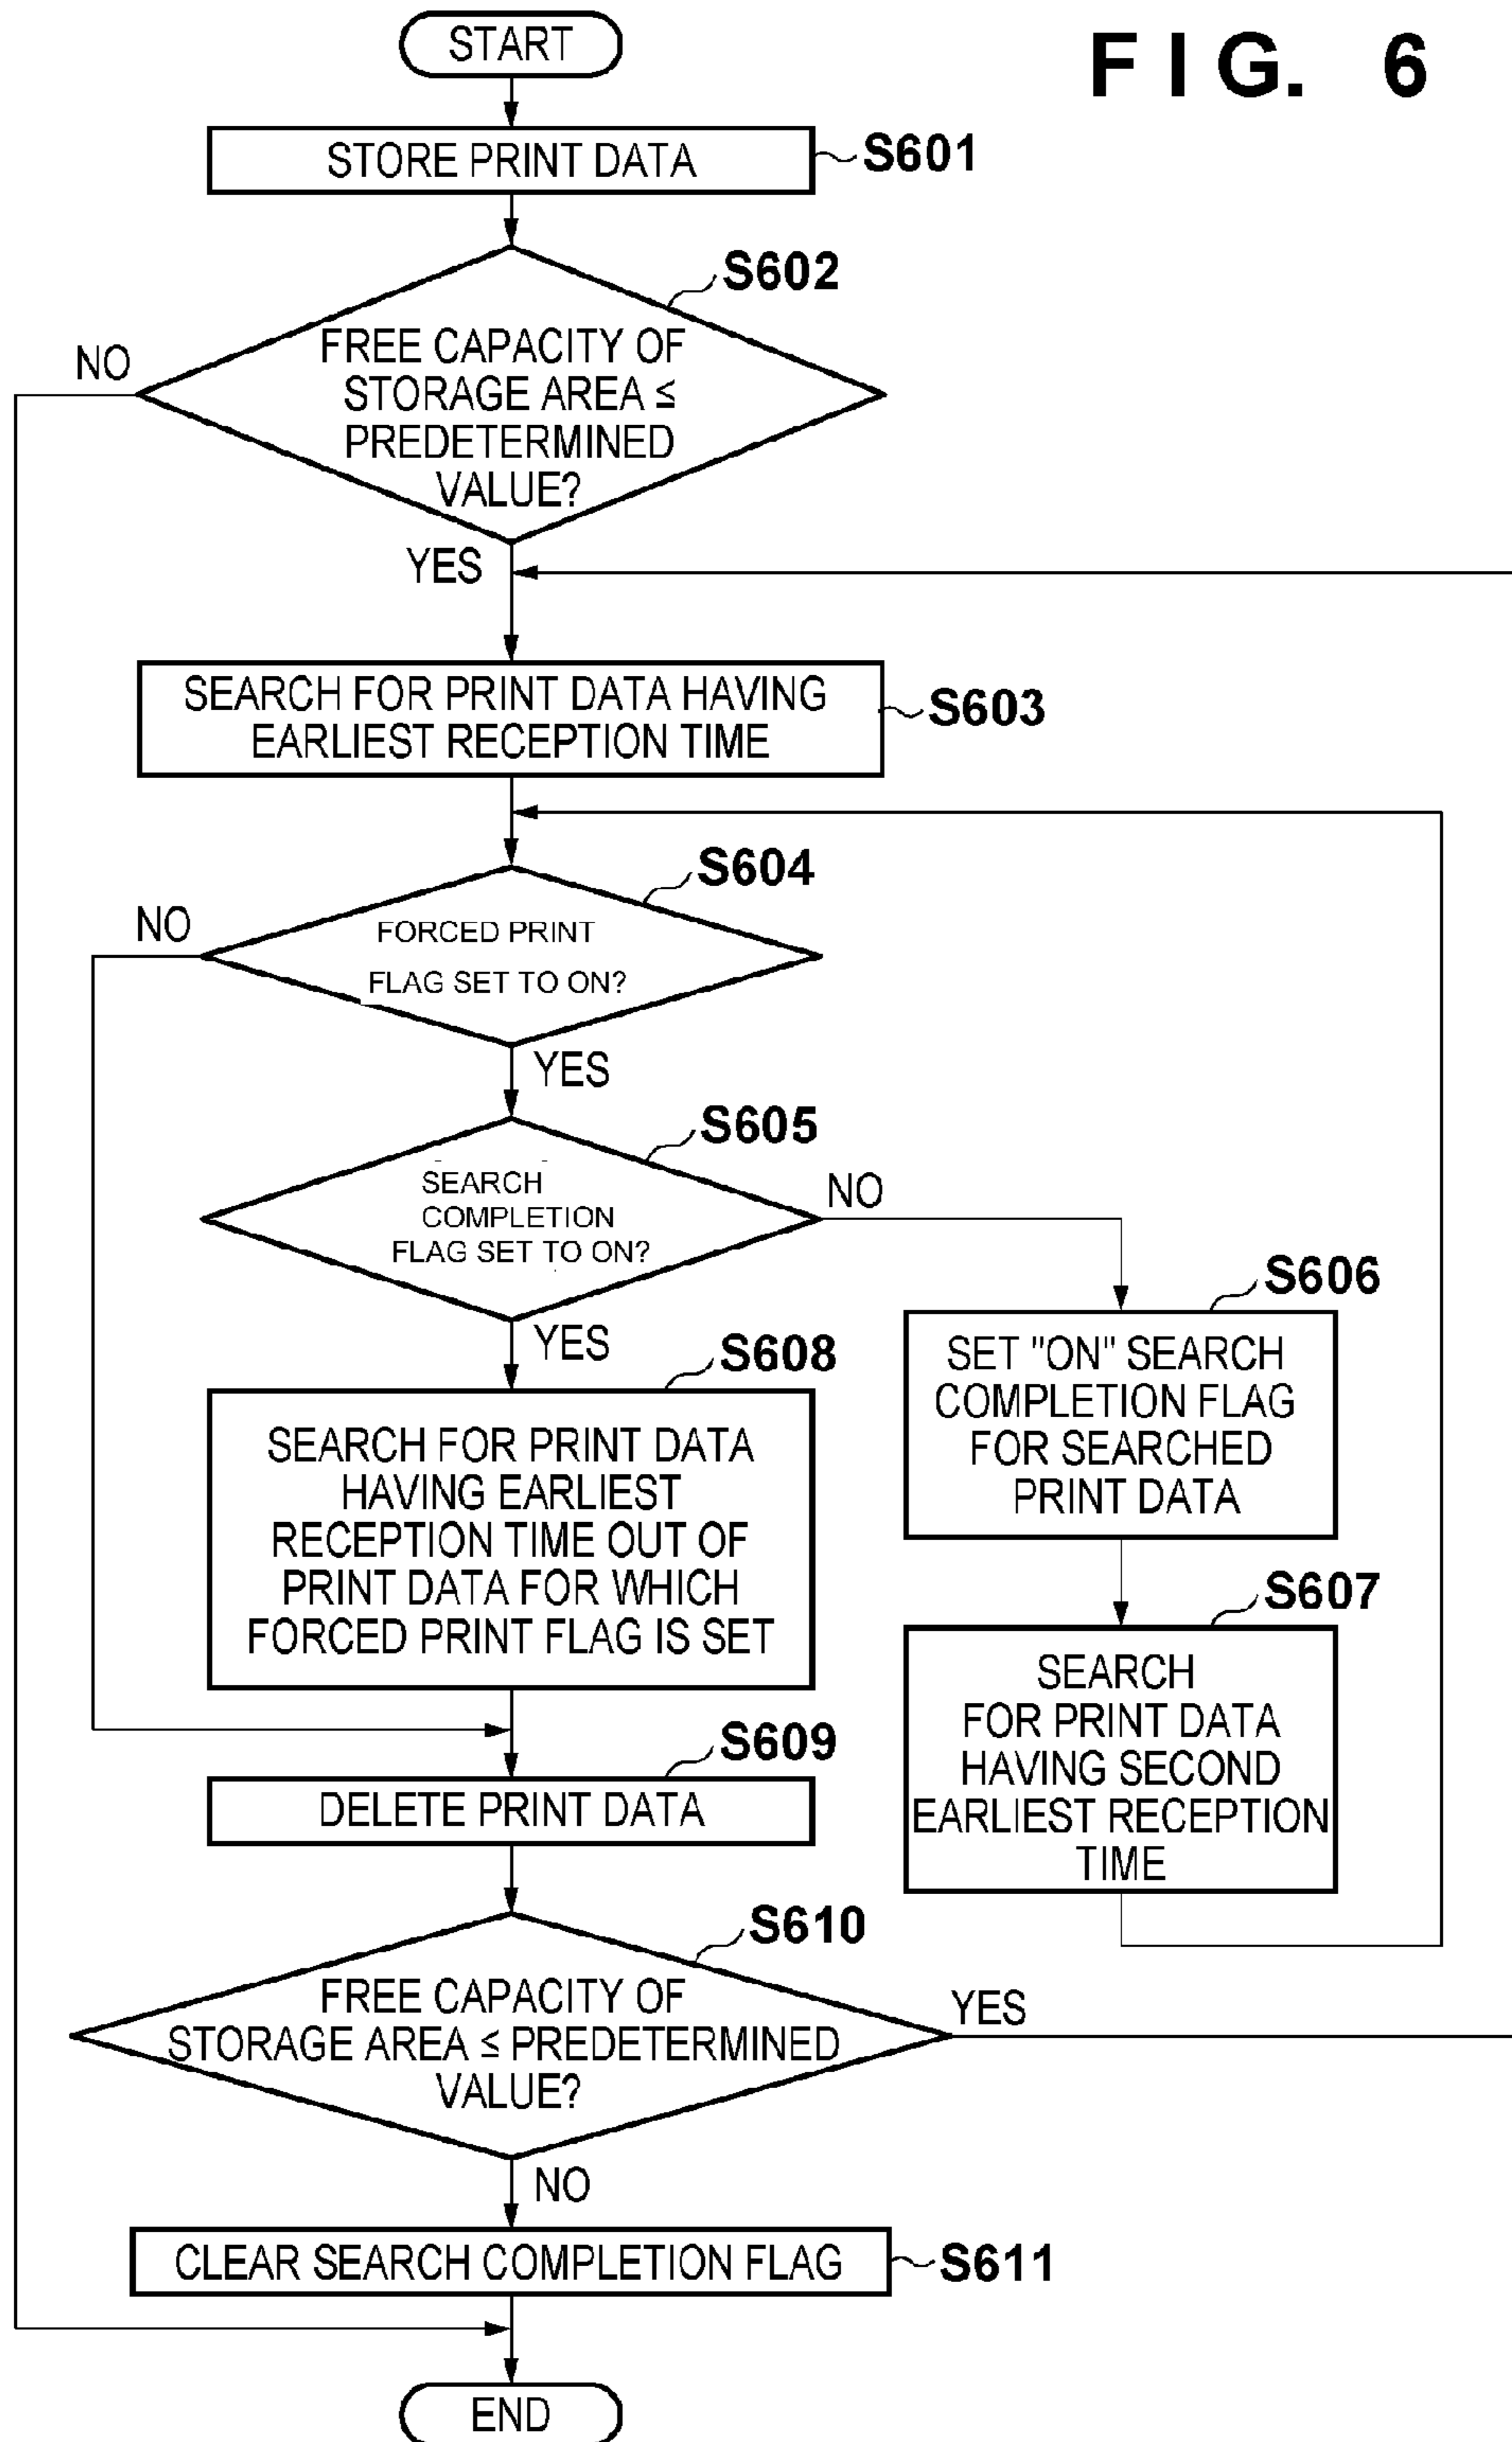 FIG. 6
START
STORE PRINT DATA
S601
S602
FREE CAPACITY OF
STORAGE AREA ≤
PREDETERMINED
VALUE?
NO
YES
SEARCH FOR PRINT DATA HAVING
EARLIEST RECEPTION TIME
S603
S604
FORCED PRINT
FLAG SET TO ON?
NO
YES
S605
SEARCH
COMPLETION
FLAG SET TO ON?
NO
YES
S606
SET "ON" SEARCH
COMPLETION FLAG
FOR SEARCHED
PRINT DATA
S607
SEARCH
FOR PRINT DATA
HAVING SECOND
EARLIEST RECEPTION
TIME
S608
SEARCH FOR PRINT DATA
HAVING EARLIEST
RECEPTION TIME OUT OF
PRINT DATA FOR WHICH
FORCED PRINT FLAG IS SET
S609
DELETE PRINT DATA
S610
FREE CAPACITY OF
STORAGE AREA ≤ PREDETERMINED
VALUE?
YES
NO
CLEAR SEARCH COMPLETION FLAG
S611
END